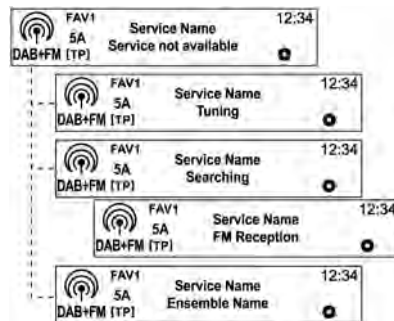 FAV1 Service Name 12:34
5A Service not available
DAB+FM [TP]
FAV1 Service Name 12:34
5A Tuning
DAB+FM [TP]
FAV1 Service Name 12:34
5A Searching
DAB+FM [TP]
FAV1 Service Name 12:34
5A FM Reception
DAB+FM [TP]
FAV1 Service Name 12:34
5A Ensemble Name
DAB+FM [TP]